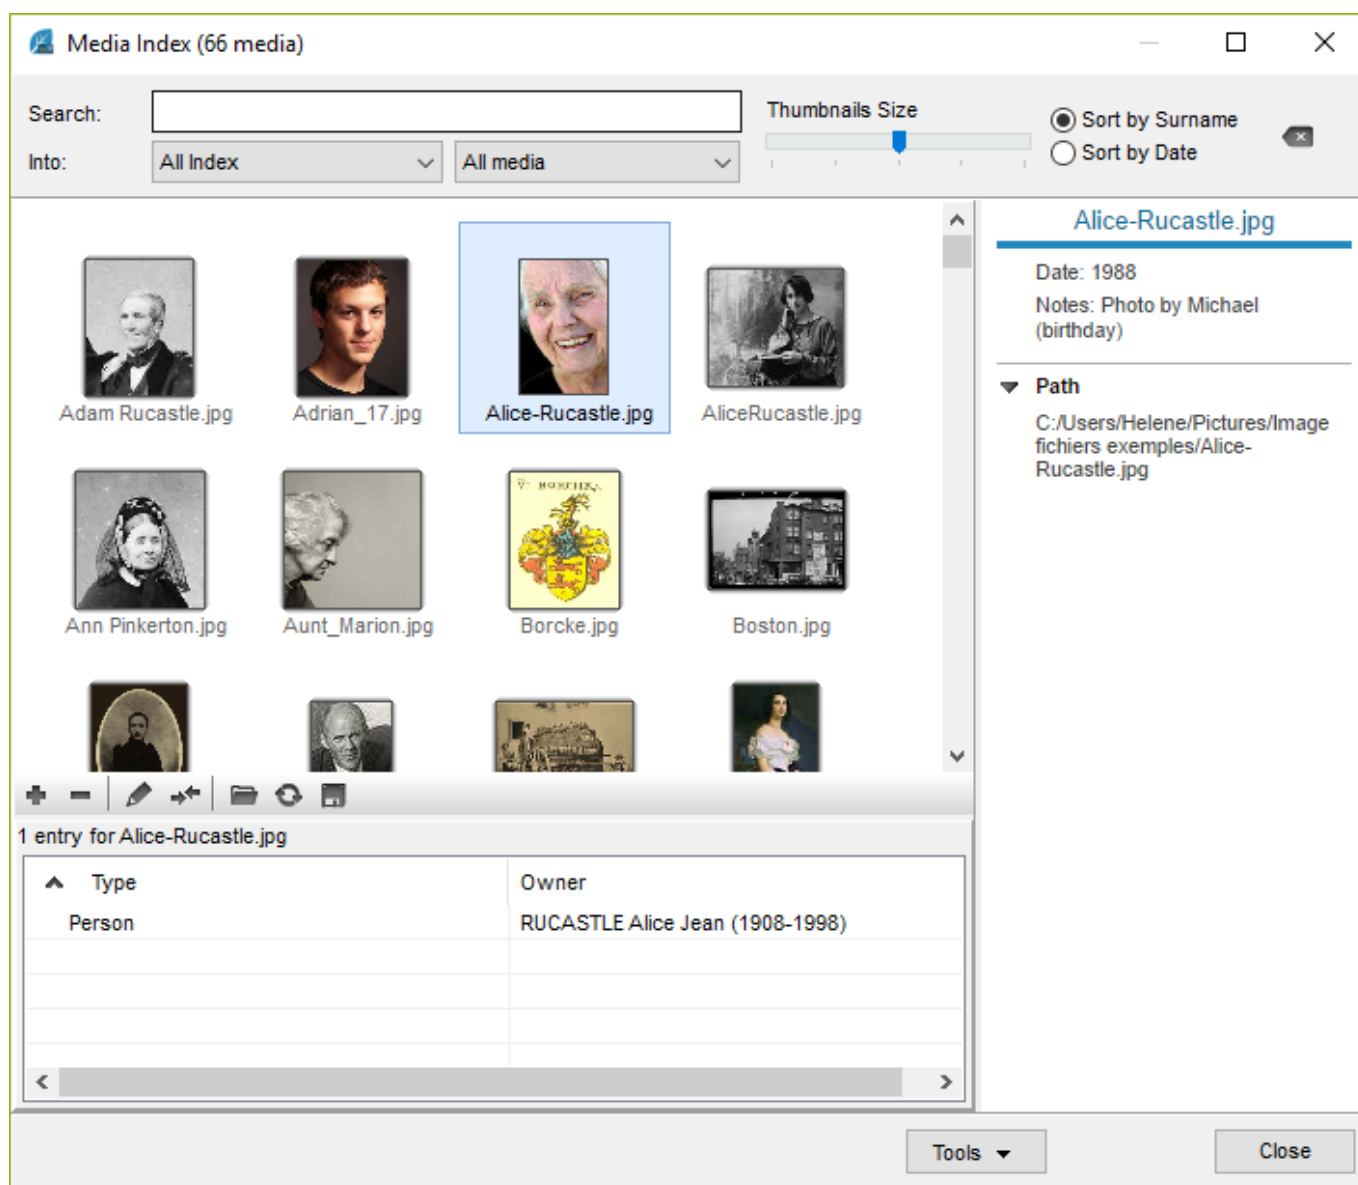 Media Index (66 media)
Search:
Thumbnails Size
Sort by Surname
Into:
All Index
All media
Sort by Date
Alice-Rucastle.jpg
Date: 1988
Notes: Photo by Michael
(birthday)
Path
C:/Users/Helene/Pictures/Image
fichiers exemples/Alice-
Rucastle.jpg
Adam Rucastle.jpg
Adrian_17.jpg
Alice-Rucastle.jpg
AliceRucastle.jpg
Ann Pinkerton.jpg
Aunt_Marion.jpg
Borcke.jpg
Boston.jpg
1 entry for Alice-Rucastle.jpg
Type
Owner
Person
RUCASTLE Alice Jean (1908-1998)
Tools
Close